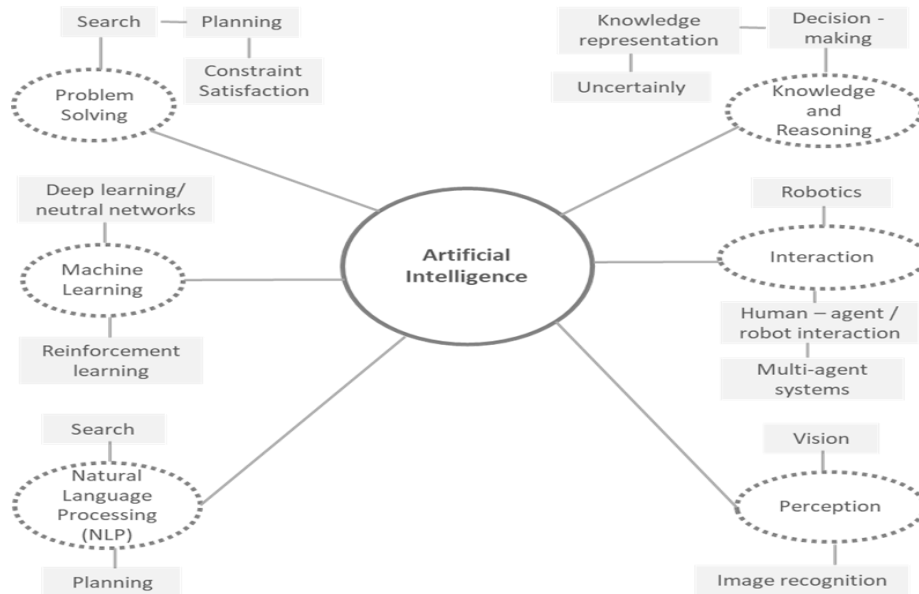 Search
Planning
Constraint
Satisfaction
Problem
Solving
Knowledge
representation
Decision -
making
Uncertainly
Knowledge
and
Reasoning
Deep learning/
neutral networks
Machine
Learning
Reinforcement
learning
Artificial
Intelligence
Robotics
Interaction
Human – agent /
robot interaction
Multi-agent
systems
Search
Natural
Language
Processing
(NLP)
Planning
Vision
Perception
Image recognition